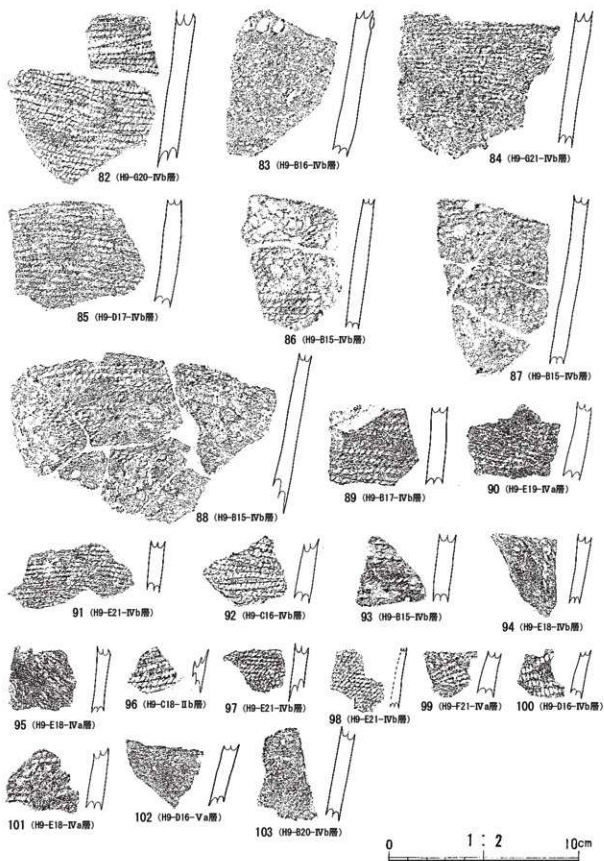 82 (H9-G20-Ⅳb層)
83 (H9-B16-Ⅳb層)
84 (H9-G21-Ⅳb層)
85 (H9-D17-Ⅳb層)
86 (H9-B15-Ⅳb層)
87 (H9-B15-Ⅳb層)
88 (H9-B15-Ⅳb層)
89 (H9-B17-Ⅳb層)
90 (H9-E19-Ⅳa層)
91 (H9-E21-Ⅳb層)
92 (H9-C16-Ⅳb層)
93 (H9-B15-Ⅳb層)
94 (H9-E18-Ⅳb層)
95 (H9-E18-Ⅳa層)
96 (H9-C18-Ⅱb層)
97 (H9-E21-Ⅳb層)
98 (H9-E21-Ⅳb層)
99 (H9-F21-Ⅳa層)
100 (H9-D16-Ⅳb層)
101 (H9-E18-Ⅳa層)
102 (H9-D16-Ⅴa層)
103 (H9-B20-Ⅳb層)
0 1:2 10cm